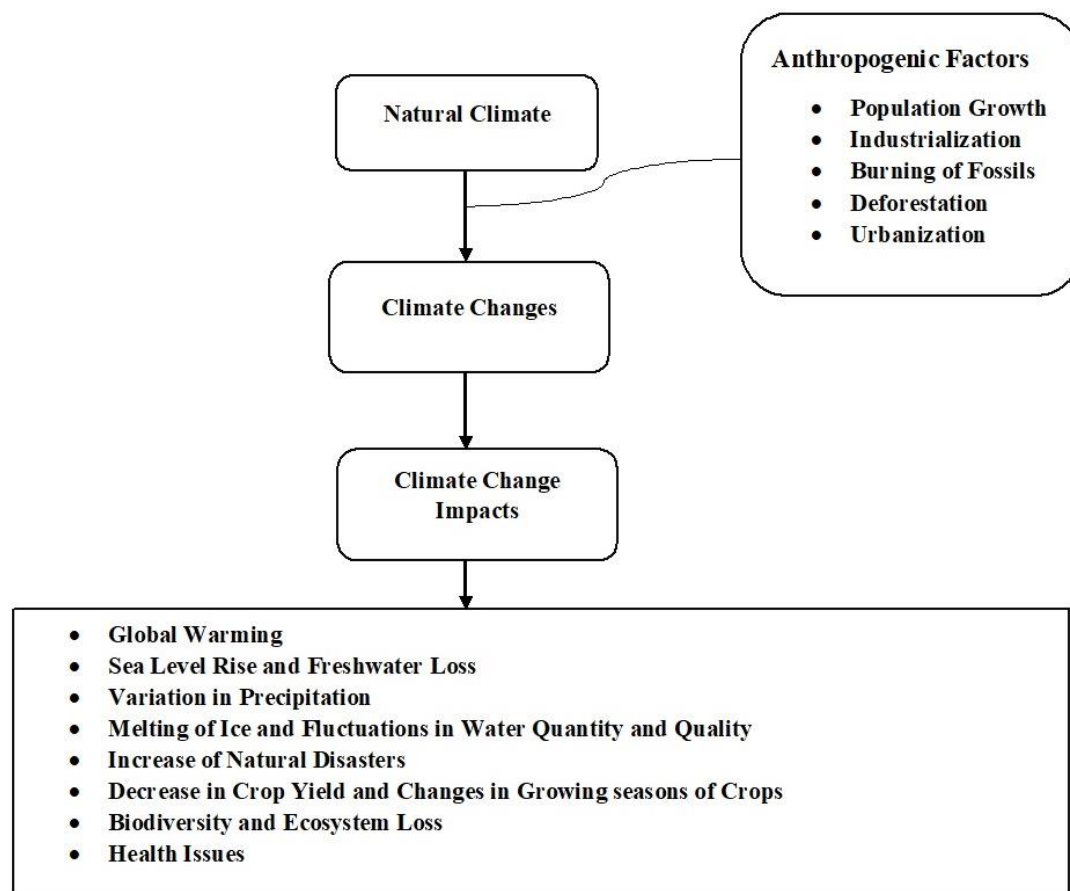 Anthropogenic Factors
• Population Growth
• Industrialization
• Burning of Fossils
• Deforestation
• Urbanization
Natural Climate
Climate Changes
Climate Change
Impacts
• Global Warming
• Sea Level Rise and Freshwater Loss
• Variation in Precipitation
• Melting of Ice and Fluctuations in Water Quantity and Quality
• Increase of Natural Disasters
• Decrease in Crop Yield and Changes in Growing seasons of Crops
• Biodiversity and Ecosystem Loss
• Health Issues